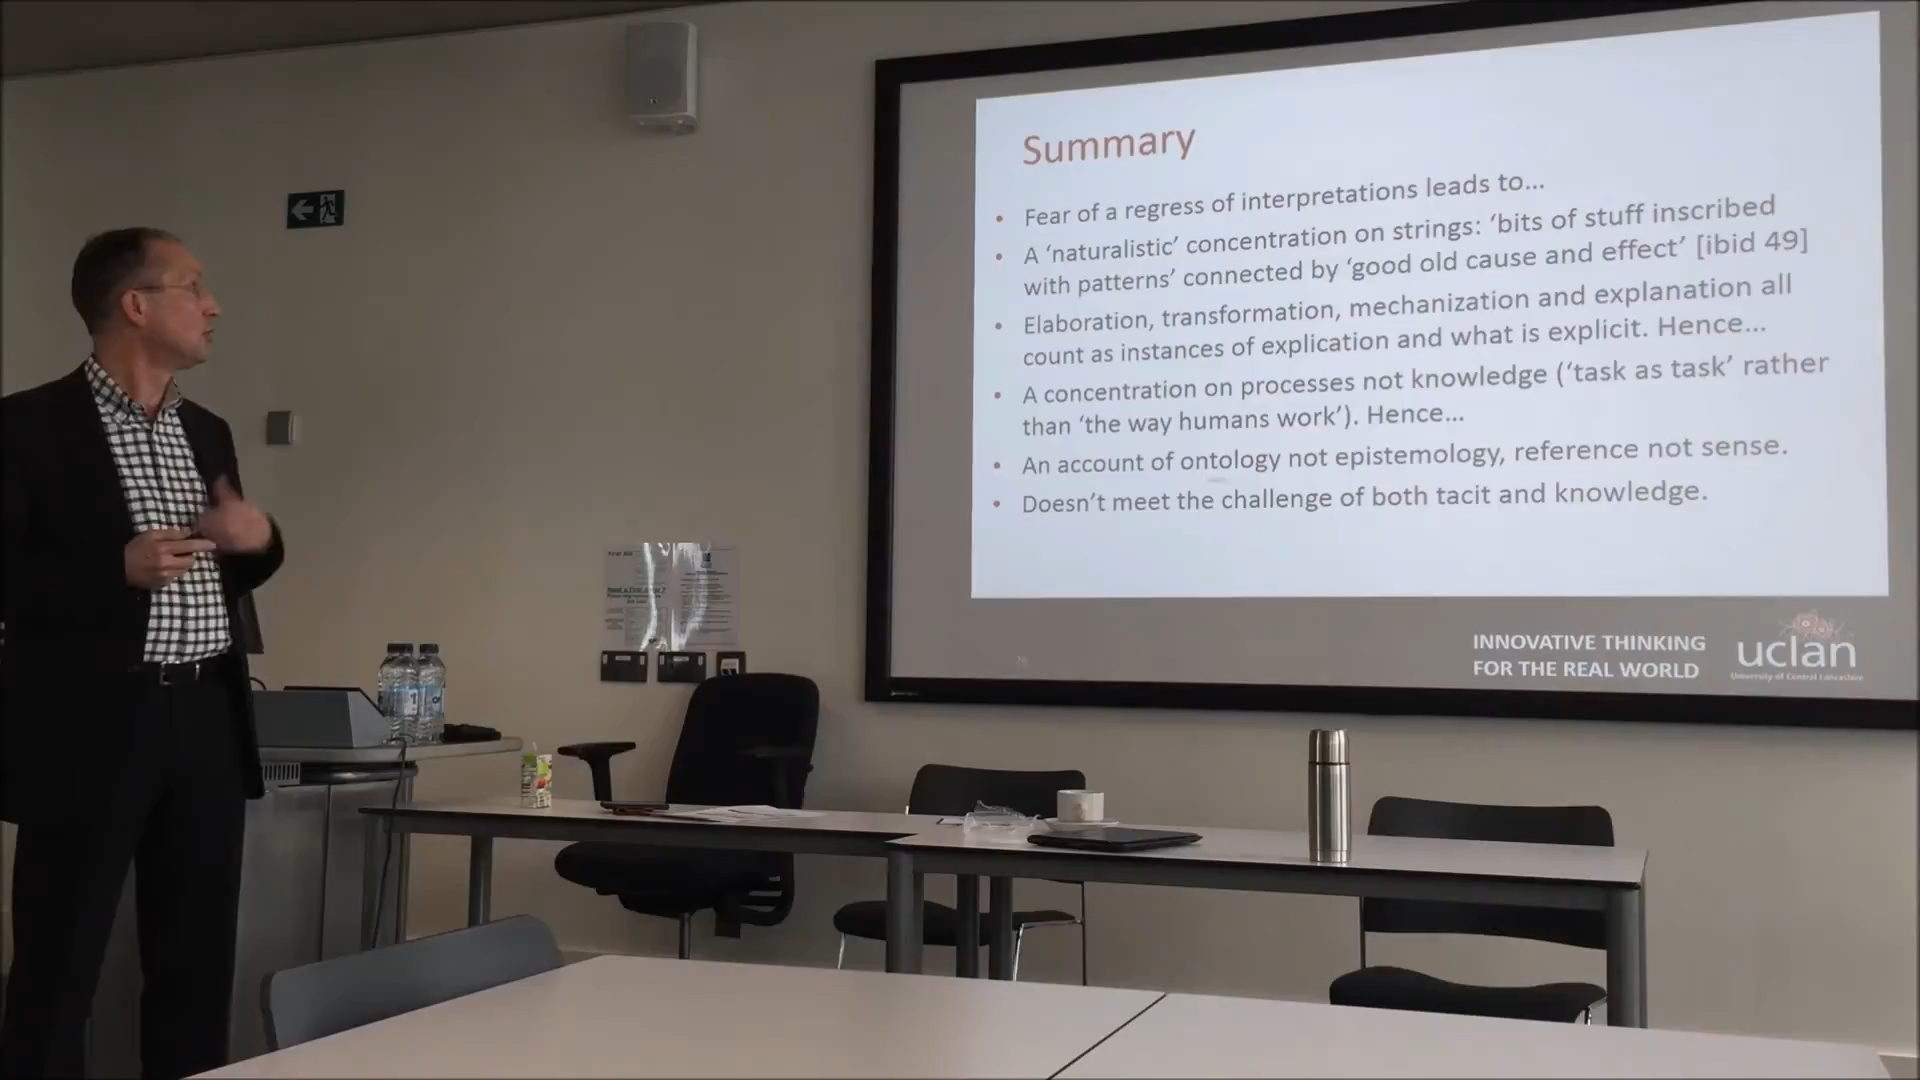 Summary
• Fear of a regress of interpretations leads to...
• A ‘naturalistic’ concentration on strings: ‘bits of stuff inscribed
with patterns’ connected by ‘good old cause and effect’ [ibid 49]
• Elaboration, transformation, mechanization and explanation all
count as instances of explication and what is explicit. Hence...
• A concentration on processes not knowledge (‘task as task’ rather
than ‘the way humans work’). Hence...
• An account of ontology not epistemology, reference not sense.
• Doesn’t meet the challenge of both tacit and knowledge.
INNOVATIVE THINKING
FOR THE REAL WORLD
uclan
University of Central Lancashire